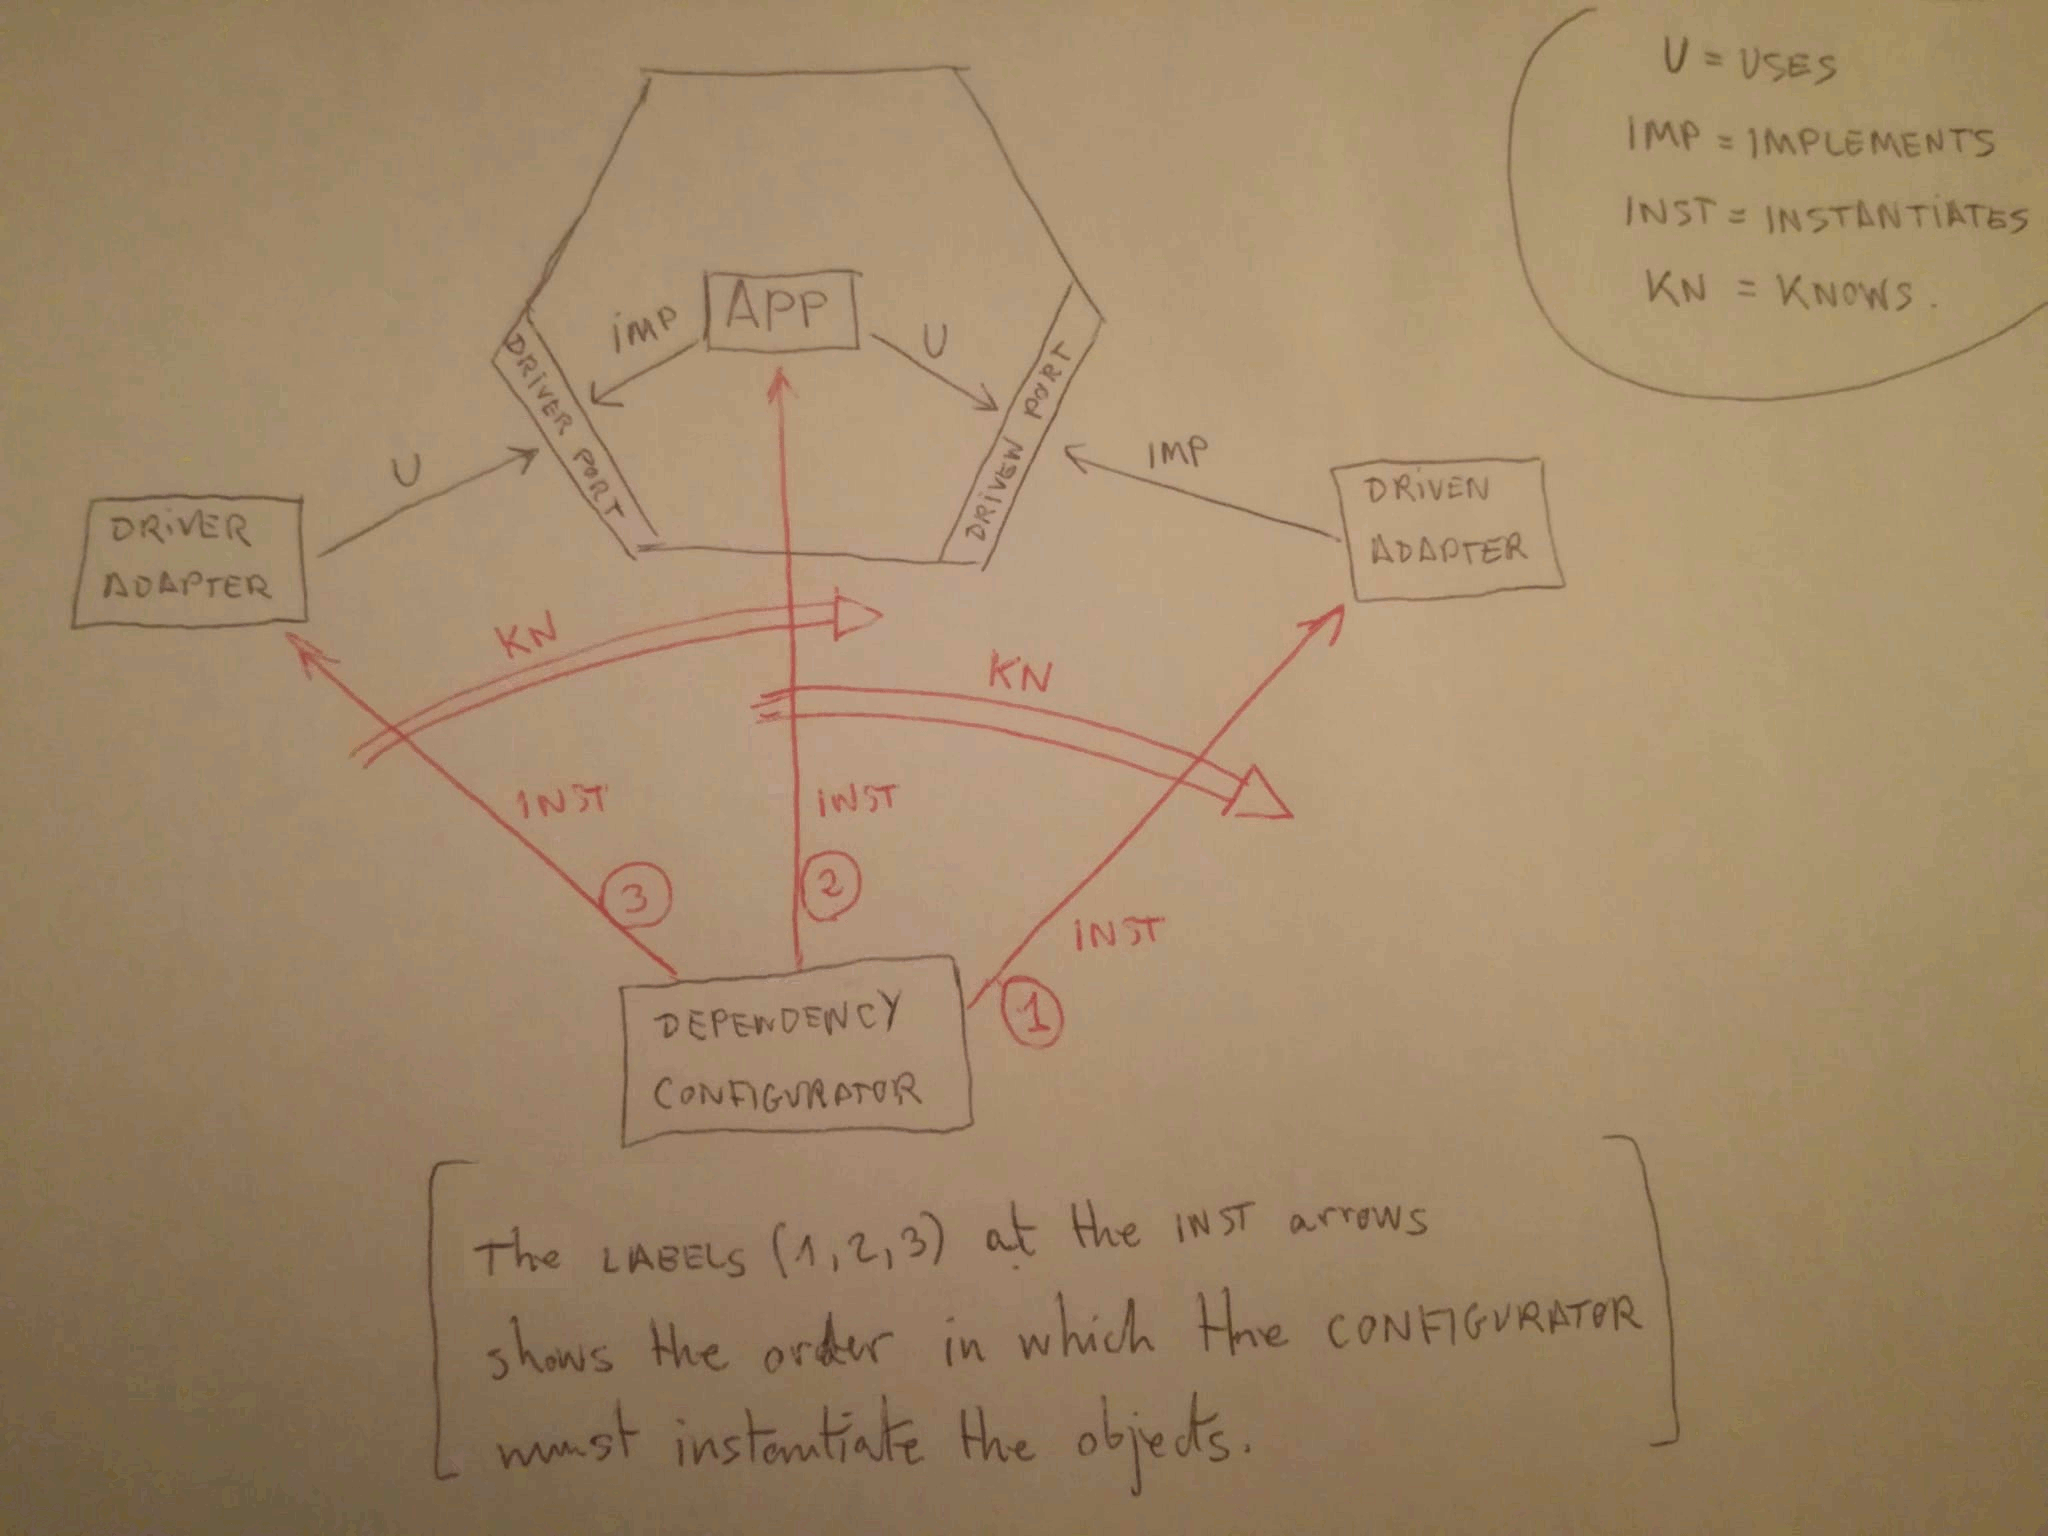 U = USES
IMP = IMPLEMENTS
INST = INSTANTIATES
KN = KNOWS.
APP
IMP
U
DRIVER PORT
DRIVEN PORT
U
IMP
DRIVER
ADAPTER
DRIVEN
ADAPTER
KN
KN
INST
INST
INST
3
2
1
DEPENDENCY
CONFIGURATOR
The LABELS (1,2,3) at the INST arrows
shows the order in which the CONFIGURATOR
must instantiate the objects.